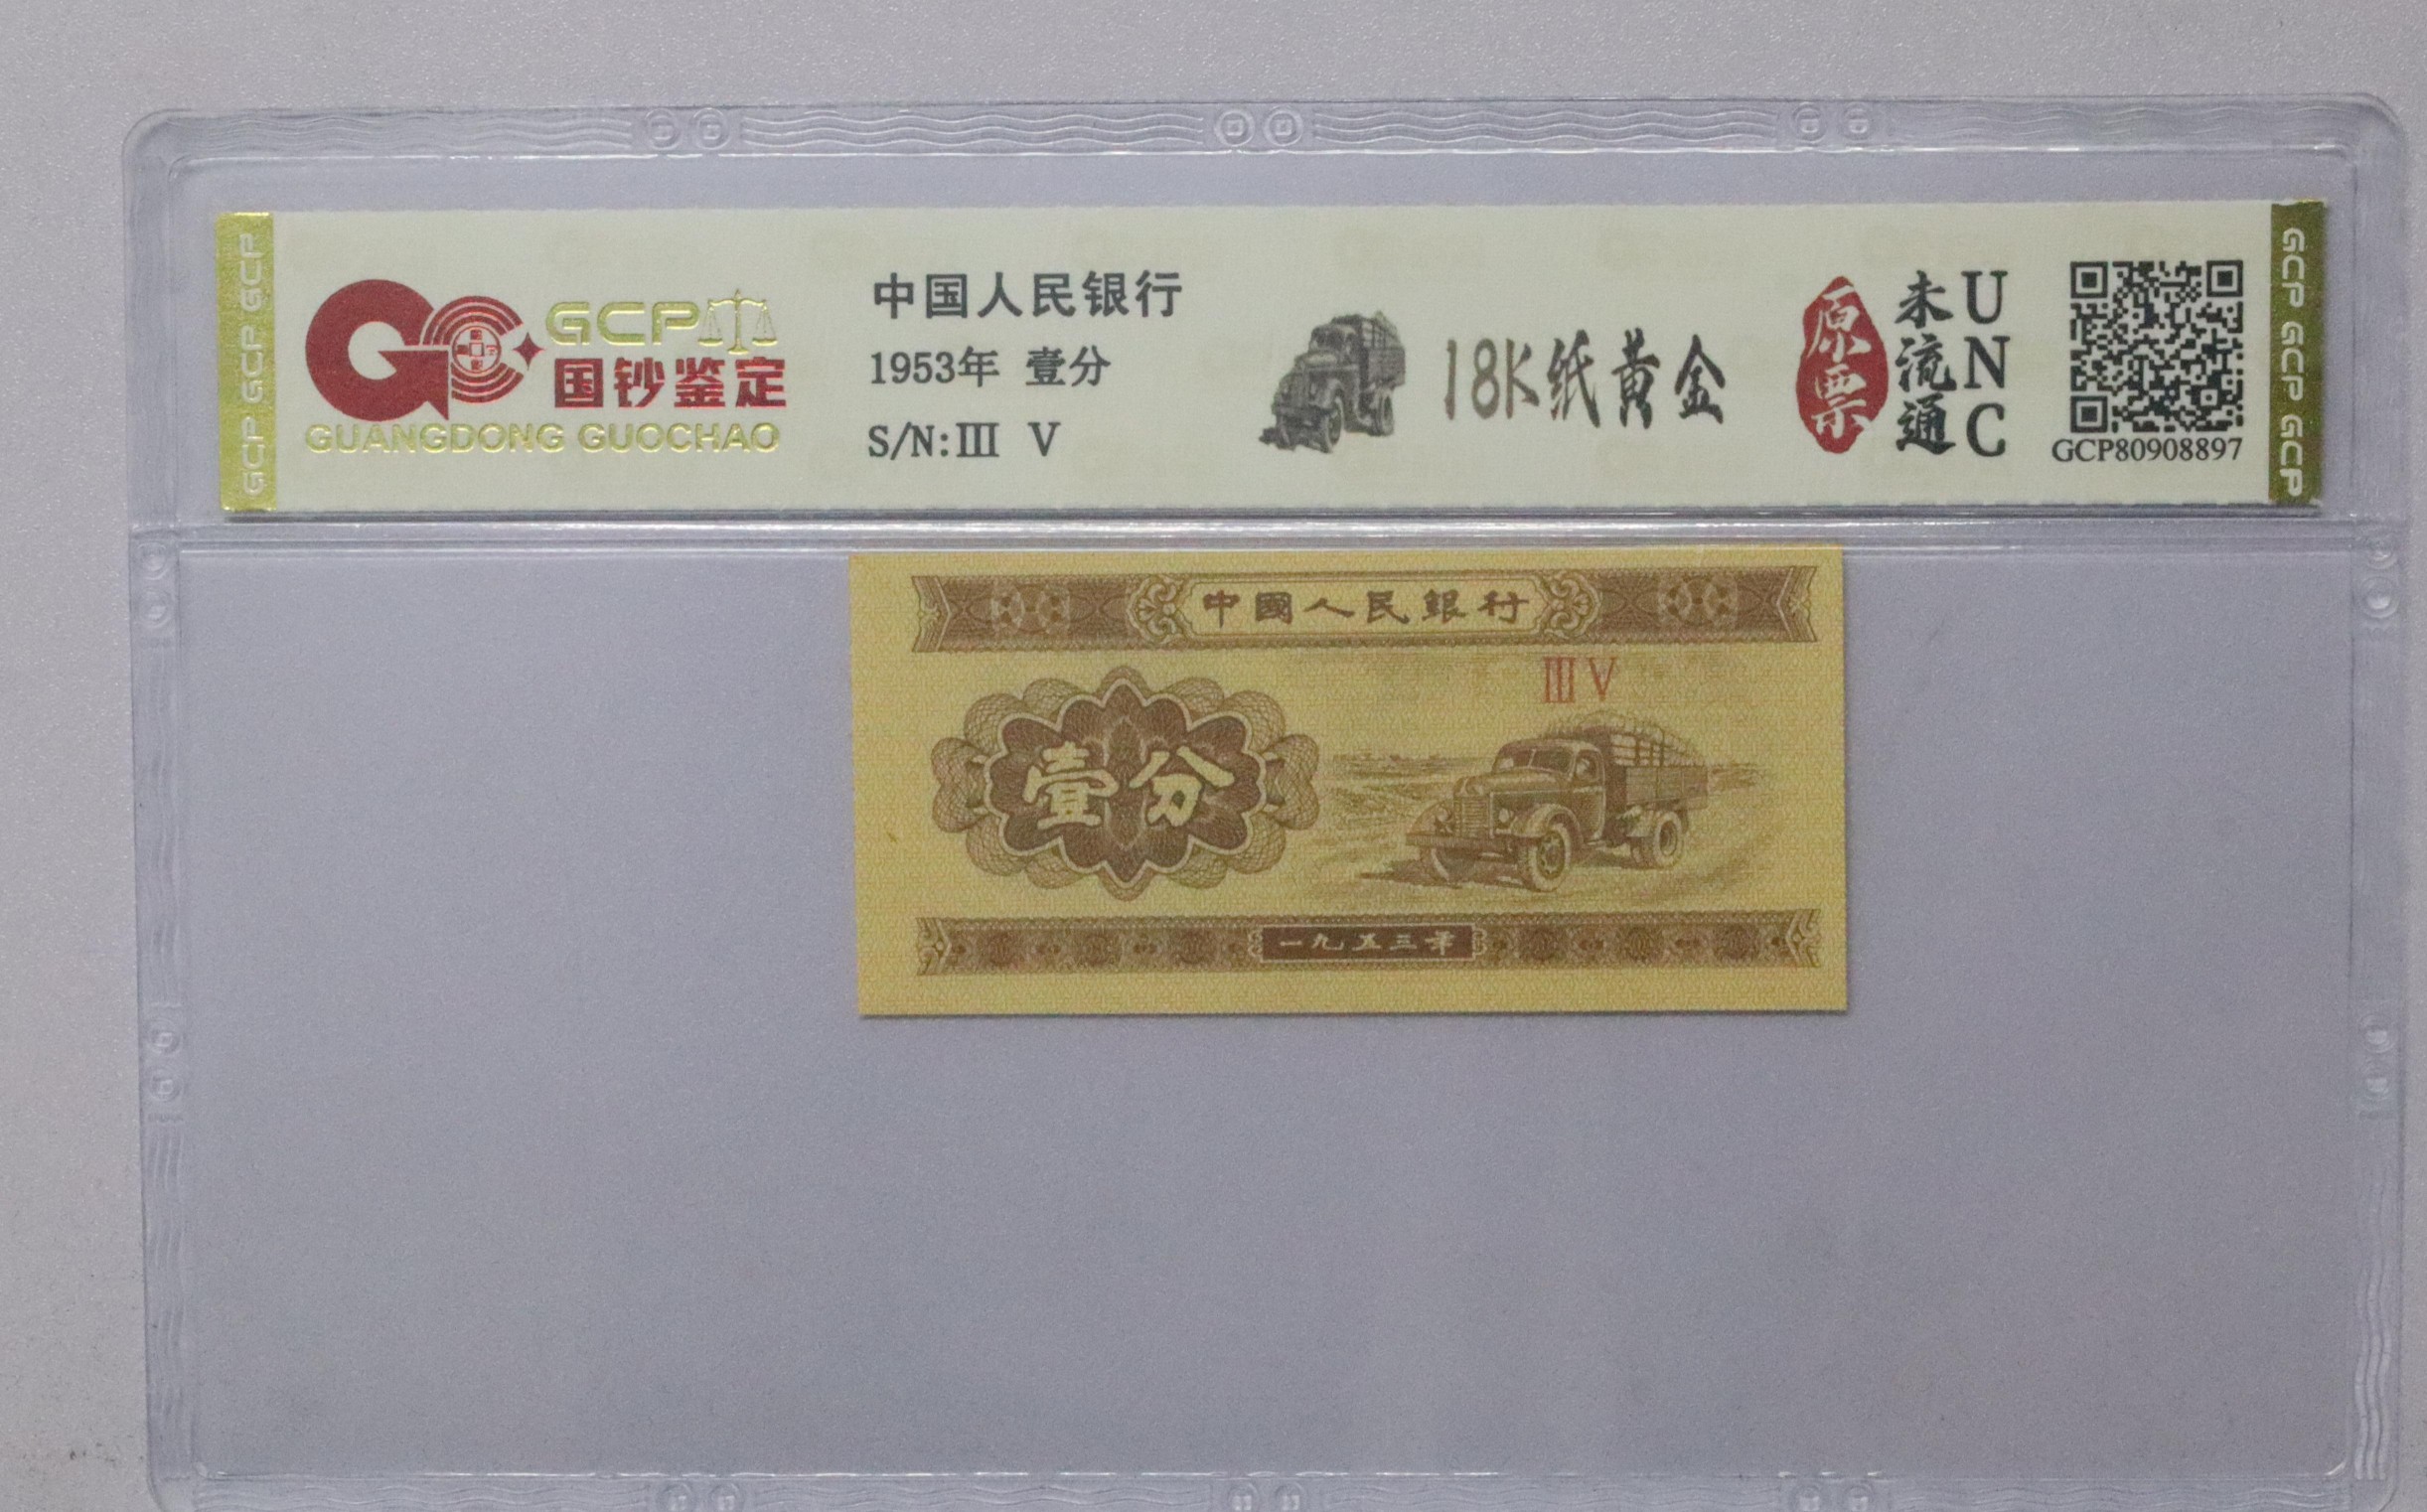 GCP GCP GCP
GCP
国钞鉴定
GUANGDONG GUOCHAO
中国人民银行
1953年 壹分
S/N:III V
18K纸黄金
原票
未流通
UNC
GCP80908897
GCP GCP GCP
中國人民銀行
III V
壹分
一九五三年